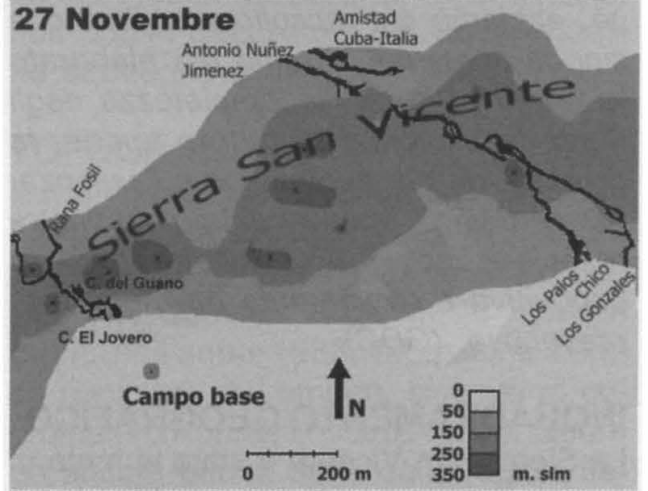 27 Novembre
Amistad
Cuba-Italia
Antonio Nuñez
Jimenez
Sierra San Vicente
Rana Fosil
C. del Guano
C. El Jovero
Los Palos
Chico
Los Gonzales
Campo base
N
0 200 m
0
50
150
250
350 m. slm